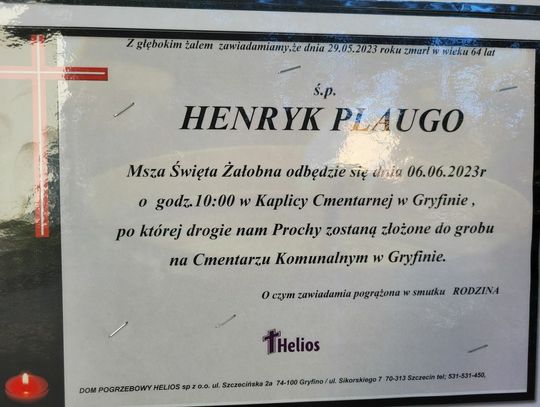 Z głębokim żalem zawiadamiamy,że dnia 29.05.2023 roku zmarł w wieku 64 lat
ś.p.
HENRYK PLAUGO
Msza Święta Żałobna odbędzie się dnia 06.06.2023r
o godz.10:00 w Kaplicy Cmentarnej w Gryfinie ,
po której drogie nam Prochy zostaną złożone do grobu
na Cmentarzu Komunalnym w Gryfinie.
O czym zawiadamia pogrążona w smutku RODZINA
Helios
DOM POGRZEBOWY HELIOS sp z o.o. ul. Szczecińska 2a 74-100 Gryfino / ul. Sikorskiego 7 70-313 Szczecin tel; 531-531-450,